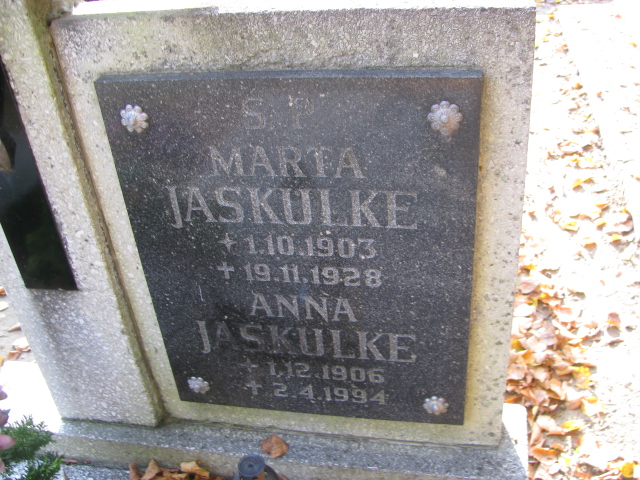 S. P.
MARTA
JASKULKE
+ 1.10.1903
+ 19.11.1928
ANNA
JASKULKE
+ 1.12.1906
+ 2.4.1994